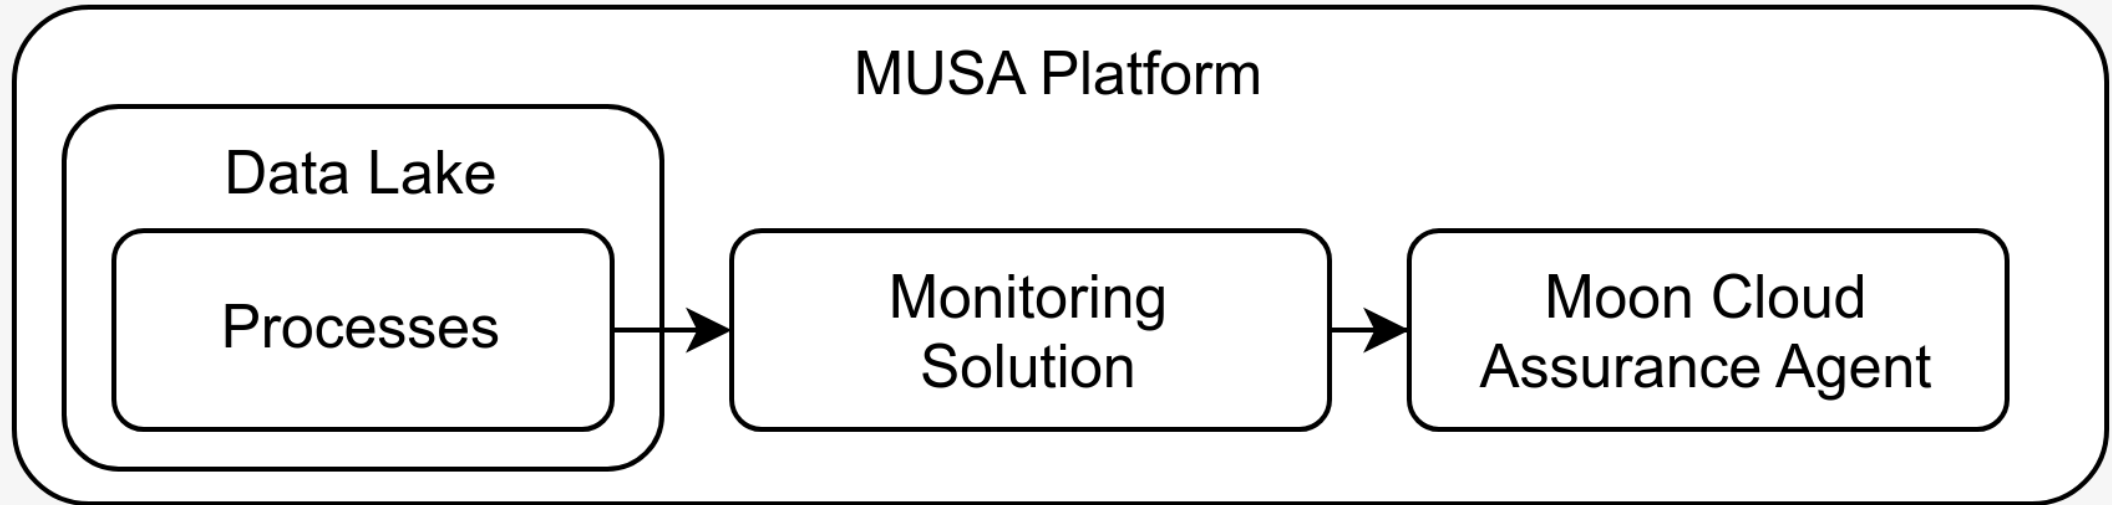 MUSA Platform
Data Lake
Processes
Monitoring
Solution
Moon Cloud
Assurance Agent